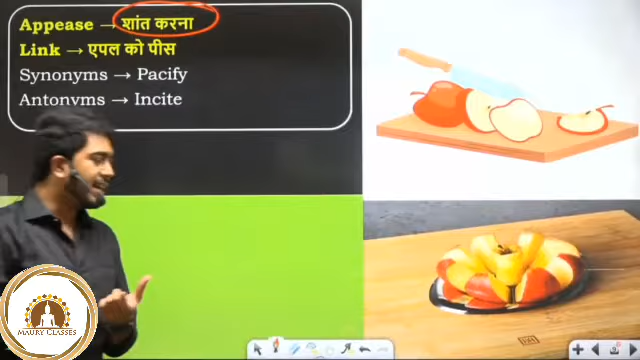 Appease → शांत करना
Link → एपल को पीस
Synonyms → Pacify
Antonyms → Incite
MAURY CLASSES